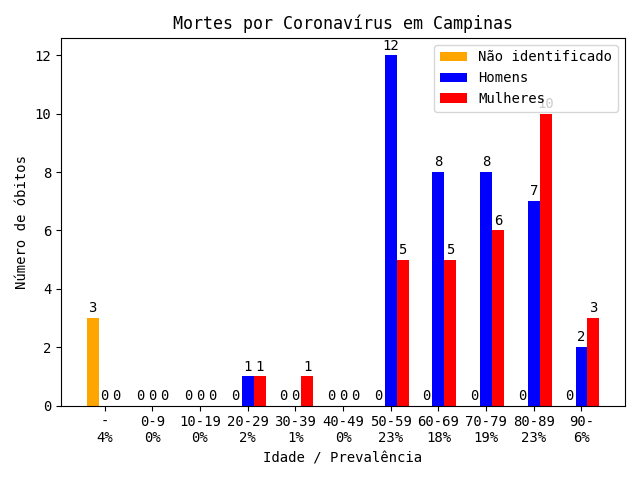 Mortes por Coronavírus em Campinas
Número de óbitos
12
10
8
6
4
2
0
Não identificado
Homens
Mulheres
3 0 0
0 0 0
0 0 0
0 1 1
0 0 1
0 0 0
0 12 5
0 8 5
0 8 6
0 7 10
0 2 3
- 0-9 10-19 20-29 30-39 40-49 50-59 60-69 70-79 80-89 90-
4% 0% 0% 2% 1% 0% 23% 18% 19% 23% 6%
Idade / Prevalência